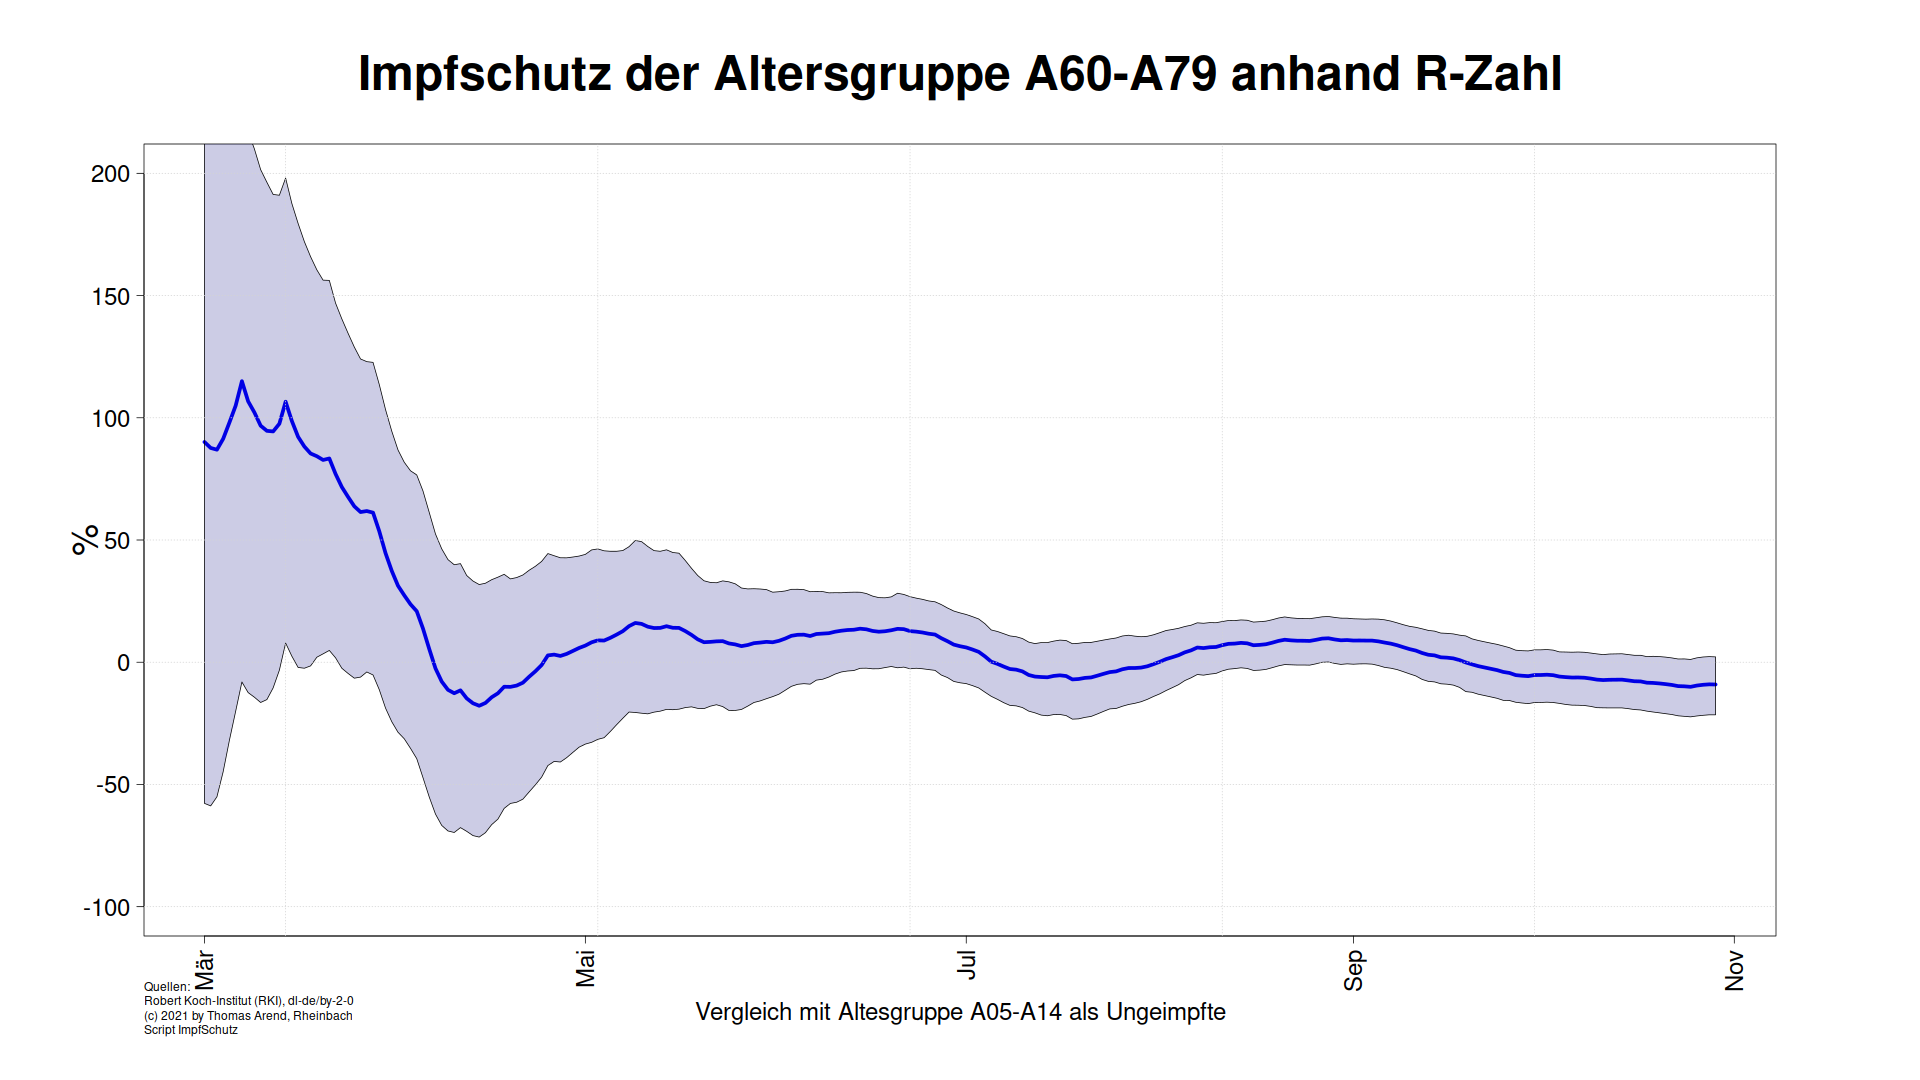 Impfschutz der Altersgruppe A60-A79 anhand R-Zahl
200
150
100
50
0
-50
-100
%
Mär
Mai
Jul
Sep
Nov
Vergleich mit Altesgruppe A05-A14 als Ungeimpfte
Quellen:
Robert Koch-Institut (RKI), dl-de/by-2-0
(c) 2021 by Thomas Arend, Rheinbach
Script ImpfSchutz